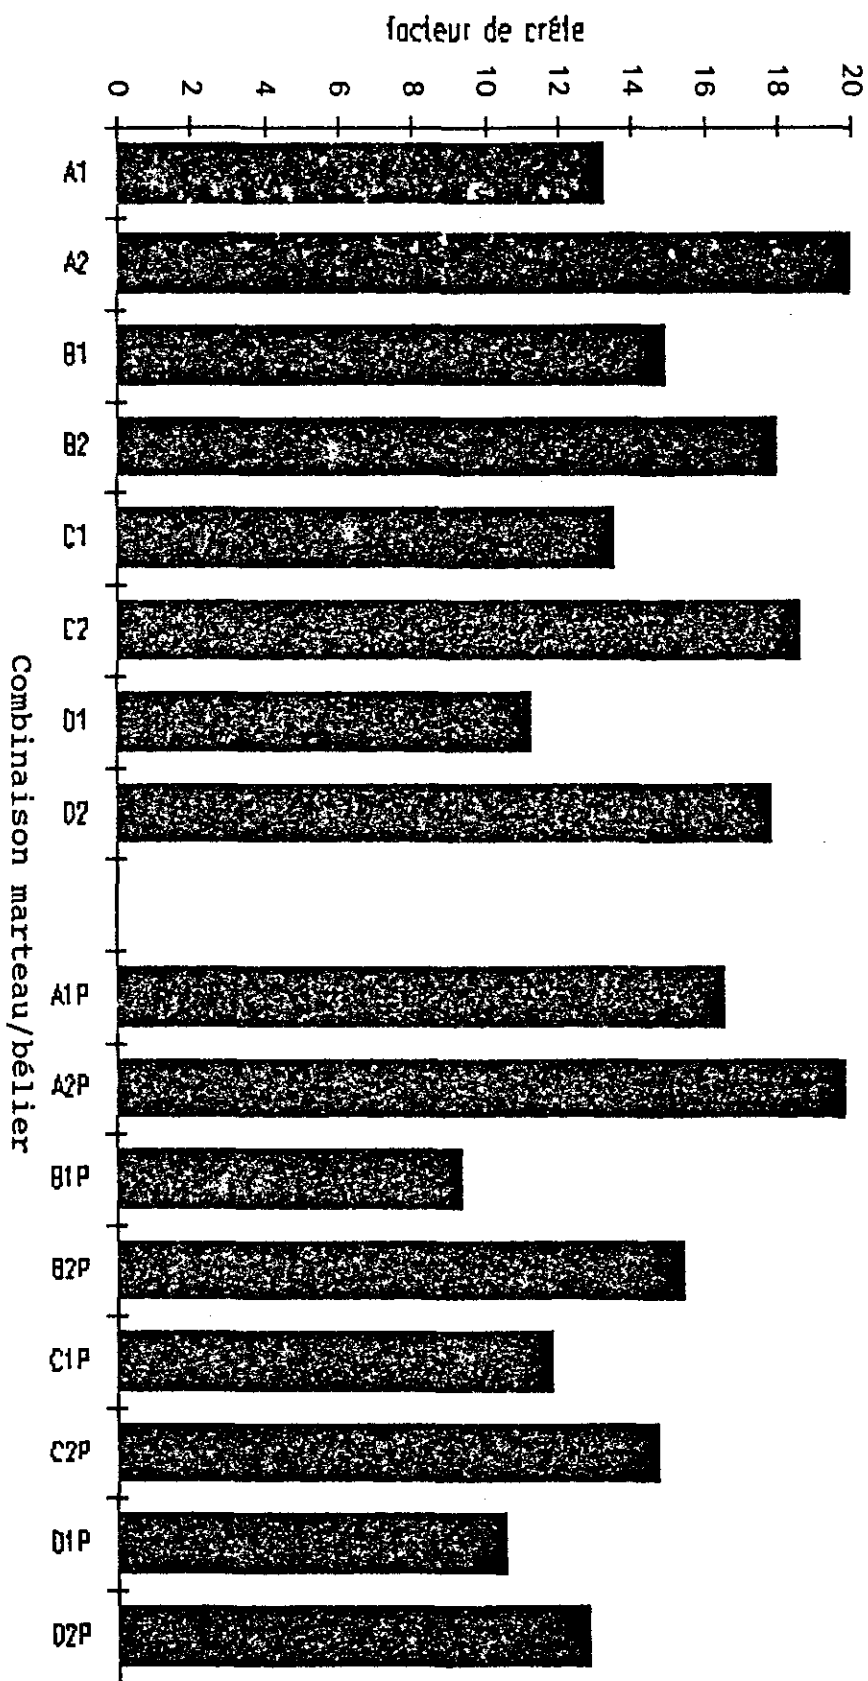 facteur de crête
20
18
16
14
12
10
8
6
4
2
0
A1
A2
B1
B2
C1
C2
D1
D2
A1P
A2P
B1P
B2P
C1P
C2P
D1P
D2P
Combinaison marteau/bélier